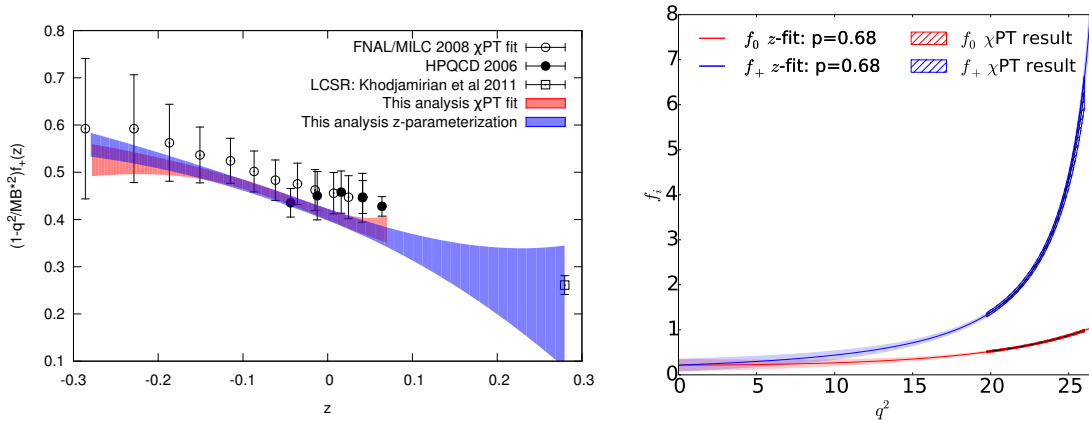 0.8
0.7
0.6
0.5
0.4
0.3
0.2
0.1
-0.3
-0.2
-0.1
0
0.1
0.2
0.3
z
(1-q²/MB*²)f₊(z)
FNAL/MILC 2008 χPT fit
HPQCD 2006
LCSR: Khodjamirian et al 2011
This analysis χPT fit
This analysis z-parameterization
8
7
6
5
4
3
2
1
0
0
5
10
15
20
25
q²
fᵢ
f₀ z-fit: p=0.68
f₊ z-fit: p=0.68
f₀ χPT result
f₊ χPT result